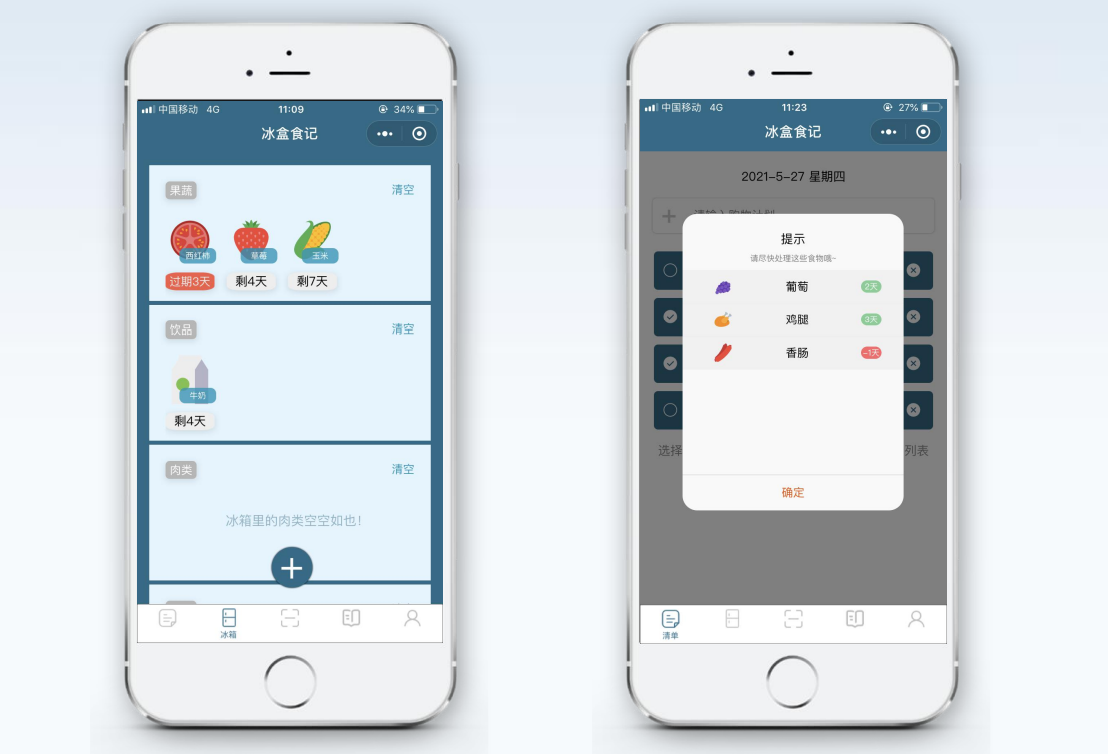 中国移动 4G 11:09 34%
冰盒食记
果蔬 清空
西红柿 草莓 玉米
过期3天 剩4天 剩7天
饮品 清空
牛奶
剩4天
肉类 清空
冰箱里的肉类空空如也!
冰箱
中国移动 4G 11:23 27%
冰盒食记
2021-5-27 星期四
提示
请尽快处理这些食物哦~
葡萄 2天
鸡腿 3天
香肠 -1天
选择 列表
确定
清单